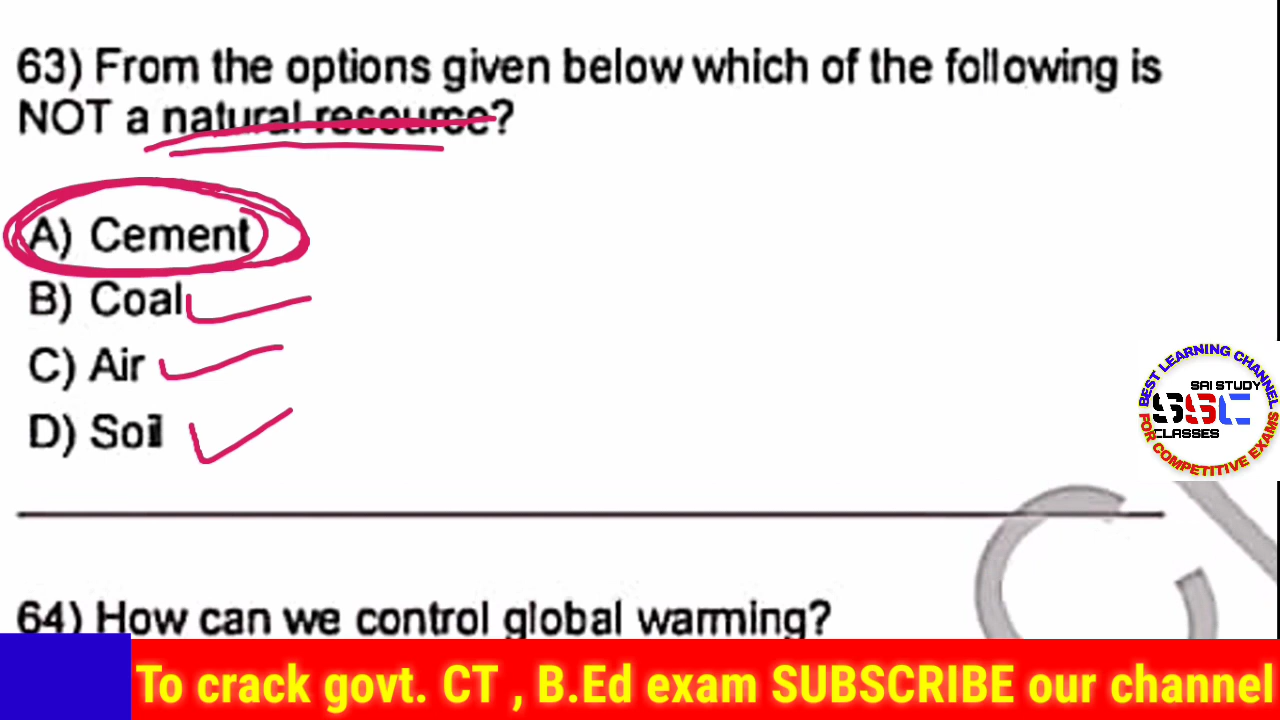 63) From the options given below which of the following is
NOT a natural resource?
A) Cement
B) Coal
C) Air
D) Soil
BEST LEARNING CHANNEL
SAI STUDY
SSC
CLASSES
FOR COMPETITIVE EXAMS
64) How can we control global warming?
To crack govt. CT , B.Ed exam SUBSCRIBE our channel